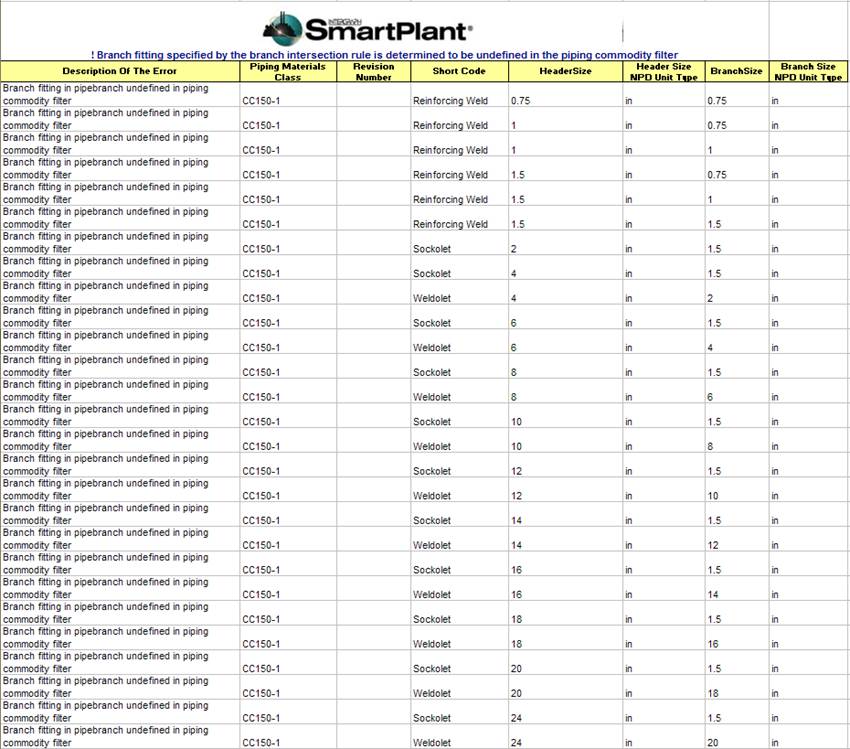 SmartPlant®
! Branch fitting specified by the branch intersection rule is determined to be undefined in the piping commodity filter
Description Of The Error Piping Materials Class Revision Number Short Code HeaderSize Header Size NPD Unit Type BranchSize Branch Size NPD Unit Type
Branch fitting in pipebranch undefined in piping
commodity filter CC150-1 Reinforcing Weld 0.75 in 0.75 in
Branch fitting in pipebranch undefined in piping
commodity filter CC150-1 Reinforcing Weld 1 in 0.75 in
Branch fitting in pipebranch undefined in piping
commodity filter CC150-1 Reinforcing Weld 1 in 1 in
Branch fitting in pipebranch undefined in piping
commodity filter CC150-1 Reinforcing Weld 1.5 in 0.75 in
Branch fitting in pipebranch undefined in piping
commodity filter CC150-1 Reinforcing Weld 1.5 in 1 in
Branch fitting in pipebranch undefined in piping
commodity filter CC150-1 Reinforcing Weld 1.5 in 1.5 in
Branch fitting in pipebranch undefined in piping
commodity filter CC150-1 Sockolet 2 in 1.5 in
Branch fitting in pipebranch undefined in piping
commodity filter CC150-1 Sockolet 4 in 1.5 in
Branch fitting in pipebranch undefined in piping
commodity filter CC150-1 Weldolet 4 in 2 in
Branch fitting in pipebranch undefined in piping
commodity filter CC150-1 Sockolet 6 in 1.5 in
Branch fitting in pipebranch undefined in piping
commodity filter CC150-1 Weldolet 6 in 4 in
Branch fitting in pipebranch undefined in piping
commodity filter CC150-1 Sockolet 8 in 1.5 in
Branch fitting in pipebranch undefined in piping
commodity filter CC150-1 Weldolet 8 in 6 in
Branch fitting in pipebranch undefined in piping
commodity filter CC150-1 Sockolet 10 in 1.5 in
Branch fitting in pipebranch undefined in piping
commodity filter CC150-1 Weldolet 10 in 8 in
Branch fitting in pipebranch undefined in piping
commodity filter CC150-1 Sockolet 12 in 1.5 in
Branch fitting in pipebranch undefined in piping
commodity filter CC150-1 Weldolet 12 in 10 in
Branch fitting in pipebranch undefined in piping
commodity filter CC150-1 Sockolet 14 in 1.5 in
Branch fitting in pipebranch undefined in piping
commodity filter CC150-1 Weldolet 14 in 12 in
Branch fitting in pipebranch undefined in piping
commodity filter CC150-1 Sockolet 16 in 1.5 in
Branch fitting in pipebranch undefined in piping
commodity filter CC150-1 Weldolet 16 in 14 in
Branch fitting in pipebranch undefined in piping
commodity filter CC150-1 Sockolet 18 in 1.5 in
Branch fitting in pipebranch undefined in piping
commodity filter CC150-1 Weldolet 18 in 16 in
Branch fitting in pipebranch undefined in piping
commodity filter CC150-1 Sockolet 20 in 1.5 in
Branch fitting in pipebranch undefined in piping
commodity filter CC150-1 Weldolet 20 in 18 in
Branch fitting in pipebranch undefined in piping
commodity filter CC150-1 Sockolet 24 in 1.5 in
Branch fitting in pipebranch undefined in piping
commodity filter CC150-1 Weldolet 24 in 20 in